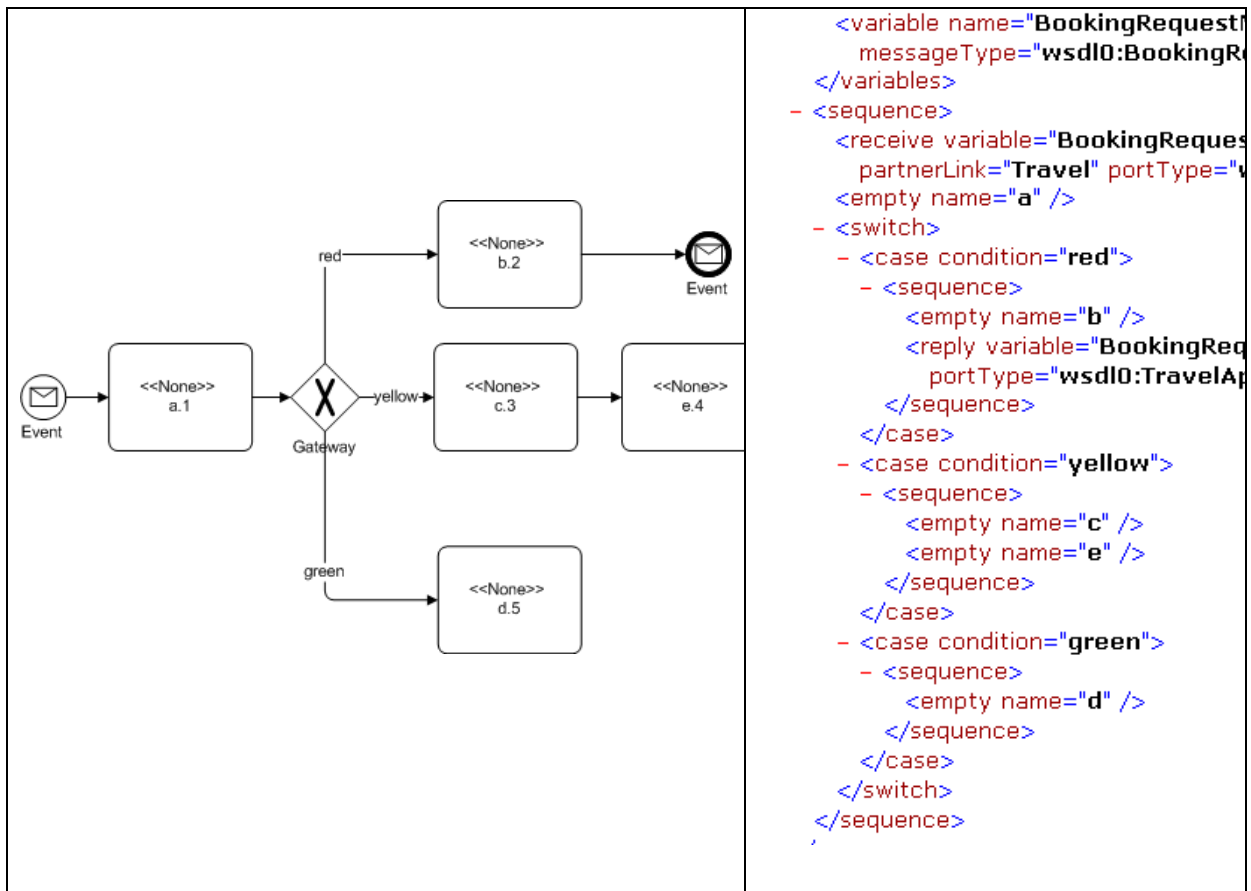 <<None>>
b.2
red
Event
<<None>>
a.1
<<None>>
c.3
<<None>>
e.4
yellow
Event
Gateway
green
<<None>>
d.5
<variable name="BookingRequest
messageType="wsdl0:BookingR
</variables>
- <sequence>
<receive variable="BookingReques
partnerLink="Travel" portType="
<empty name="a" />
- <switch>
- <case condition="red">
- <sequence>
<empty name="b" />
<reply variable="BookingReq
portType="wsdl0:TravelA
</sequence>
</case>
- <case condition="yellow">
- <sequence>
<empty name="c" />
<empty name="e" />
</sequence>
</case>
- <case condition="green">
- <sequence>
<empty name="d" />
</sequence>
</case>
</switch>
</sequence>